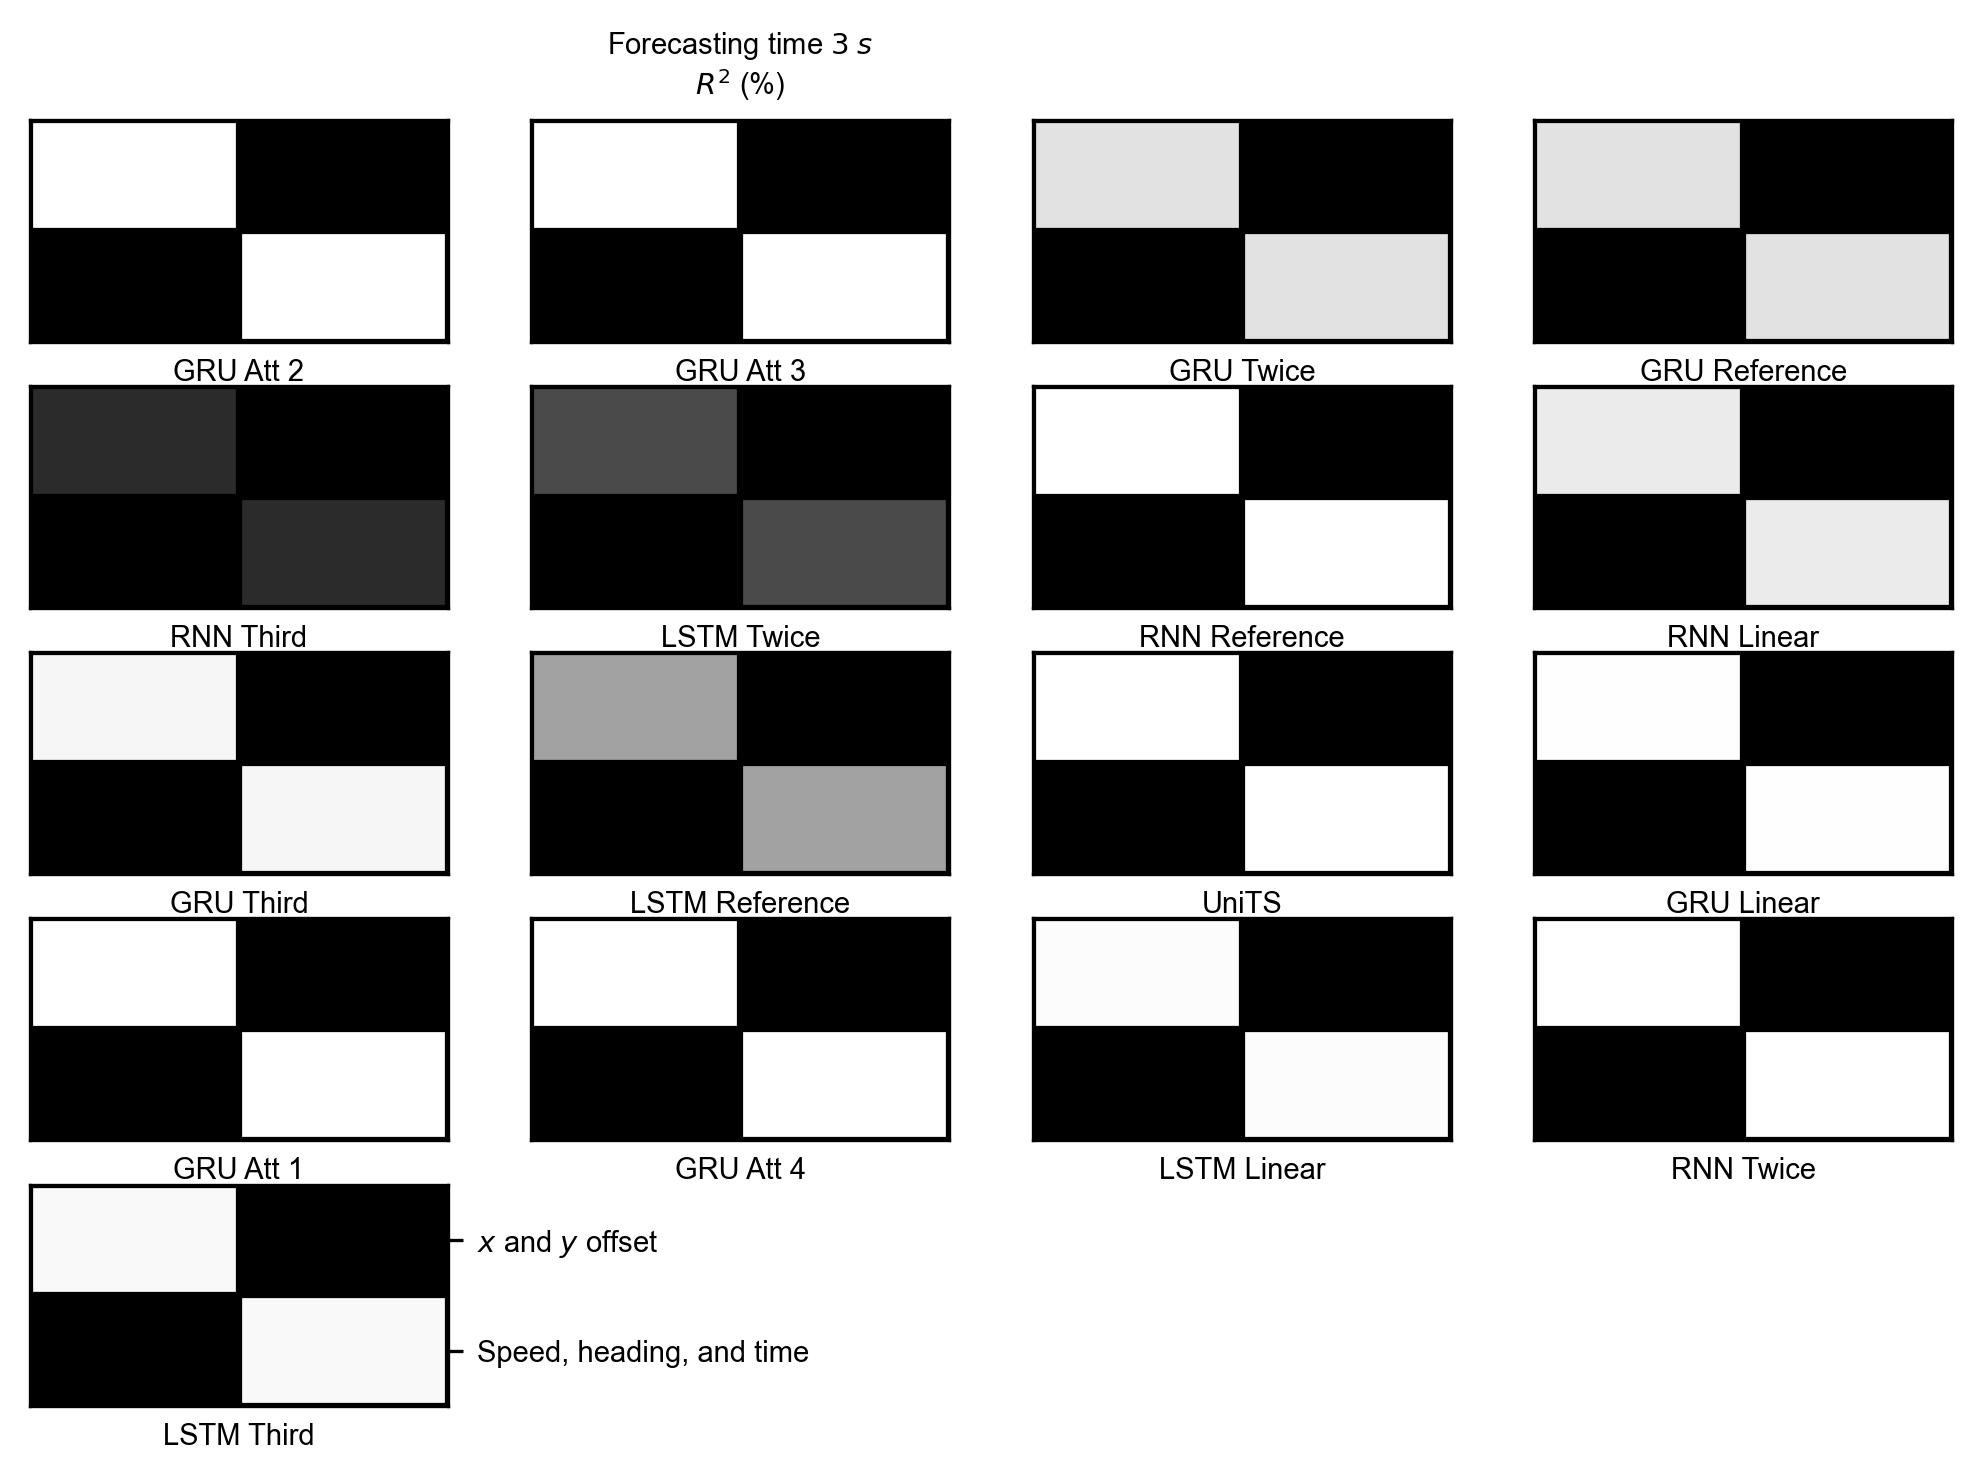 Forecasting time 3 s
R² (%)
GRU Att 2
GRU Att 3
GRU Twice
GRU Reference
RNN Third
LSTM Twice
RNN Reference
RNN Linear
GRU Third
LSTM Reference
UniTS
GRU Linear
GRU Att 1
GRU Att 4
LSTM Linear
RNN Twice
x and y offset
Speed, heading, and time
LSTM Third